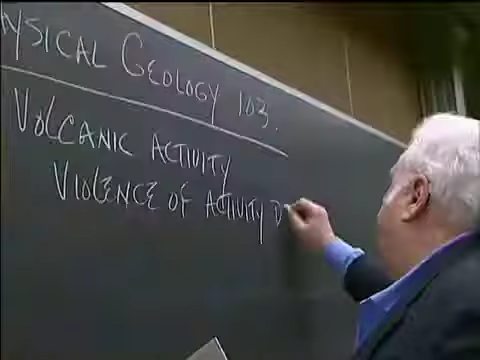 YSICAL GEOLOGY 103.
VOLCANIC ACTIVITY
VIOLENCE OF ACTIVITY D